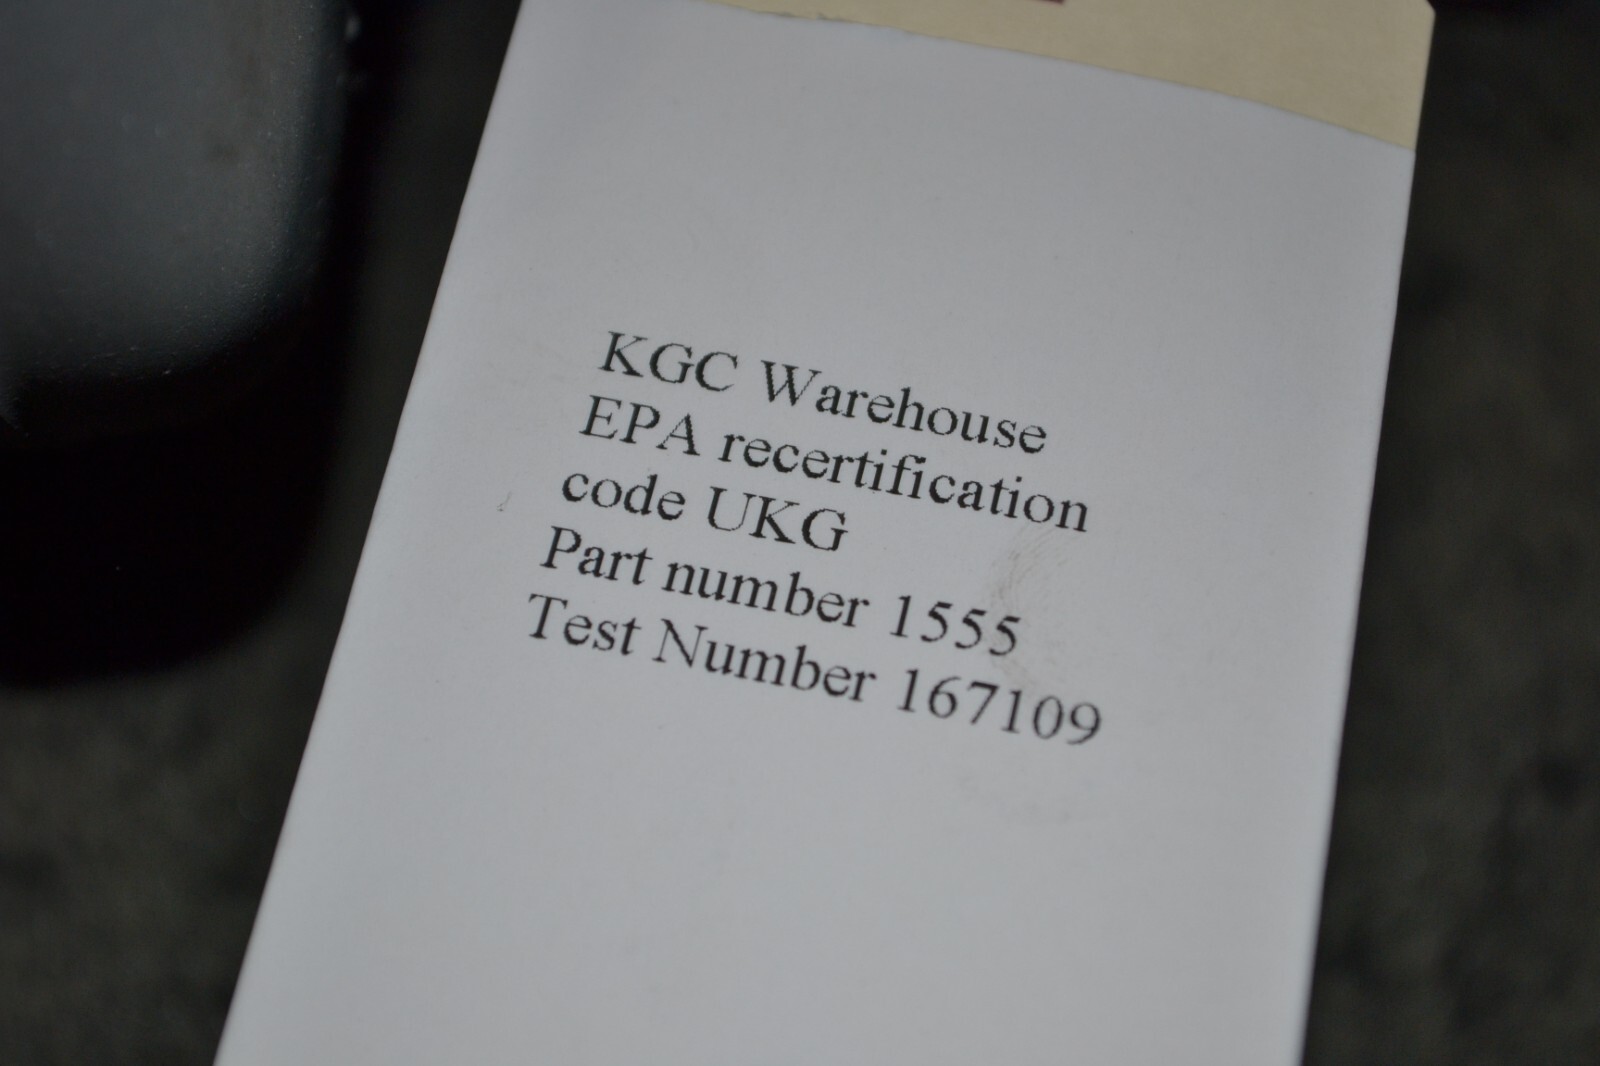 KGC Warehouse
EPA recertification
code UKG
Part number 1555
Test Number 167109